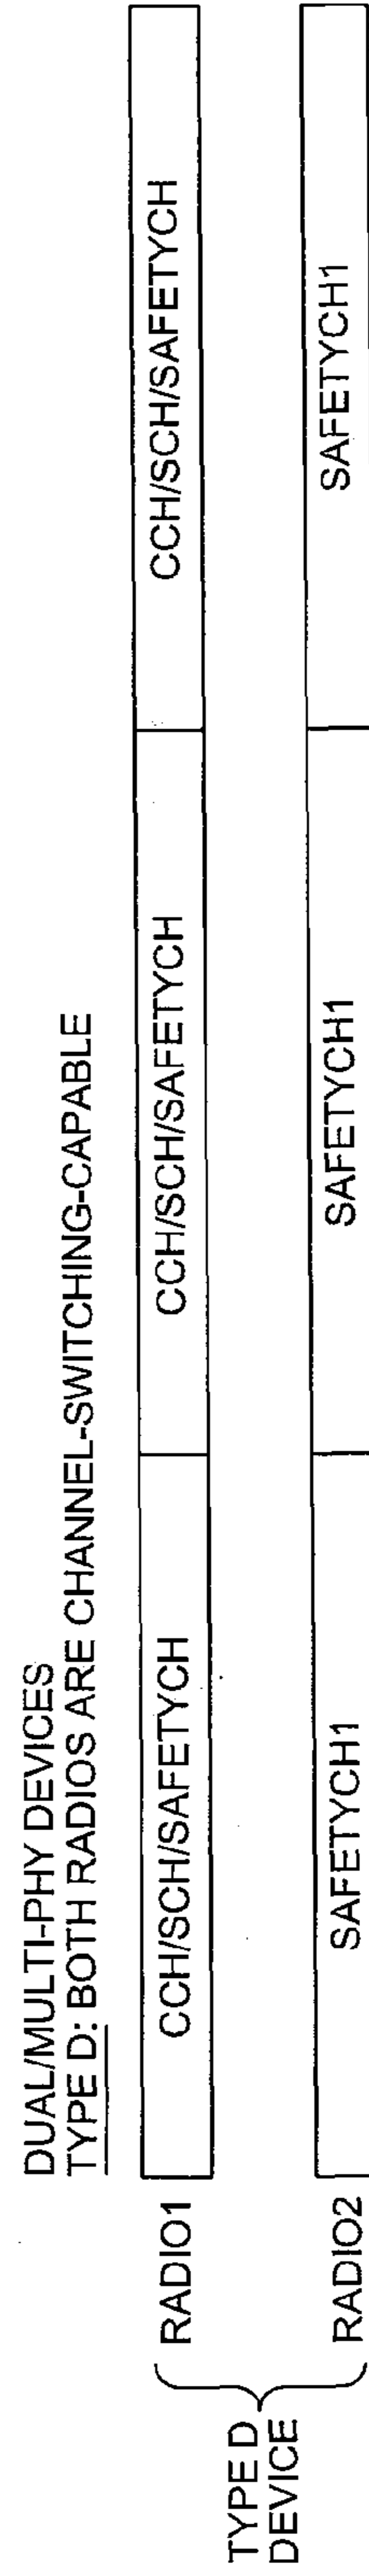 DUAL/MULTI-PHY DEVICES
TYPE D: BOTH RADIOS ARE CHANNEL-SWITCHING-CAPABLE
TYPE D
DEVICE
RADIO1
CCH/SCH/SAFETYCH
CCH/SCH/SAFETYCH
CCH/SCH/SAFETYCH
RADIO2
SAFETYCH1
SAFETYCH1
SAFETYCH1